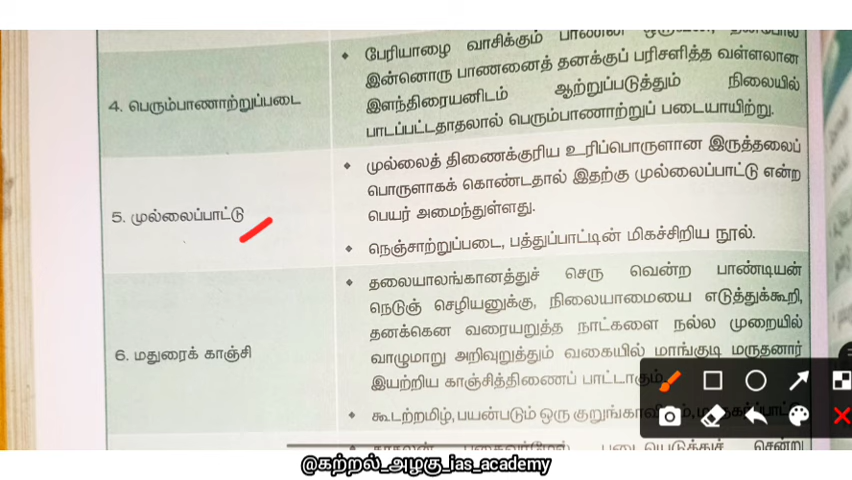 பேரியாழை வாசிக்கும் பாணன்
4. பெரும்பாணாற்றுப்படை
இன்னொரு பாணனைத் தனக்குப் பரிசளித்த வள்ளலான
இளந்திரையனிடம் ஆற்றுப்படுத்தும் நிலையில்
பாடப்பட்டதாதலால் பெரும்பாணாற்றுப் படையாயிற்று.
5. முல்லைப்பாட்டு
முல்லைத் திணைக்குரிய உரிப்பொருளான இருத்தலைப்
பொருளாகக் கொண்டதால் இதற்கு முல்லைப்பாட்டு என்ற
பெயர் அமைந்துள்ளது.
நெஞ்சாற்றுப்படை, பத்துப்பாட்டின் மிகச்சிறிய நூல்.
6. மதுரைக் காஞ்சி
தலையாலங்கானத்துச் செரு வென்ற பாண்டியன்
நெடுஞ் செழியனுக்கு, நிலையாமையை எடுத்துக்கூறி,
தனக்கென வரையறுத்த நாட்களை நல்ல முறையில்
வாழுமாறு அறிவுறுத்தும் வகையில் மாங்குடி மருதனார்
இயற்றிய காஞ்சித்திணைப் பாட்டாகும்.
கூடற்றமிழ், பயன்படும் ஒரு
@கற்றல்_அழகு_ias_academy